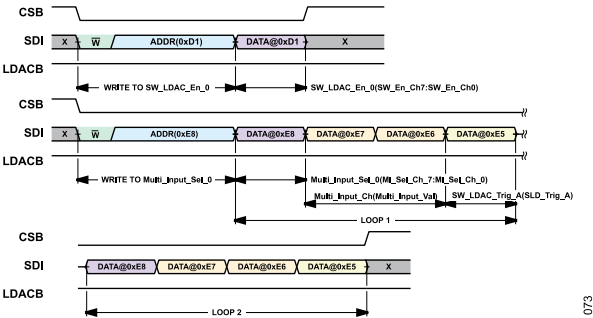 CSB
SDI X W ADDR(0xD1) DATA@0xD1 X
LDACB
WRITE TO SW_LDAC_En_0 SW_LDAC_En_0(SW_En_Ch7:SW_En_Ch0)
CSB
SDI X W ADDR(0xE8) DATA@0xE8 DATA@0xE7 DATA@0xE6 DATA@0xE5
LDACB
WRITE TO Multi_Input_Sel_0 Multi_Input_Sel_0(MI_Sel_Ch_7:MI_Sel_Ch_0)
Multi_Input_Ch(Multi_Input_Val) SW_LDAC_Trig_A(SLD_Trig_A)
LOOP 1
CSB
SDI DATA@0xE8 DATA@0xE7 DATA@0xE6 DATA@0xE5 X
LDACB
LOOP 2
073